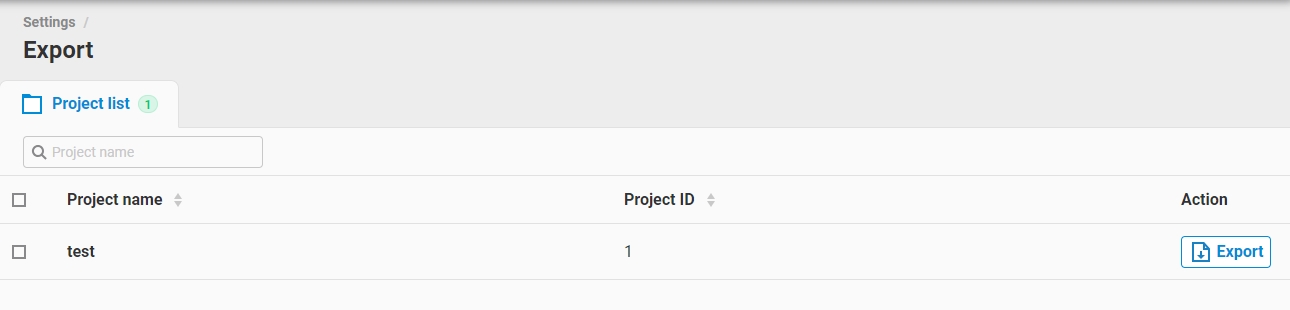 Settings /
Export
Project list 1
Project name
Project name Project ID Action
test 1 Export